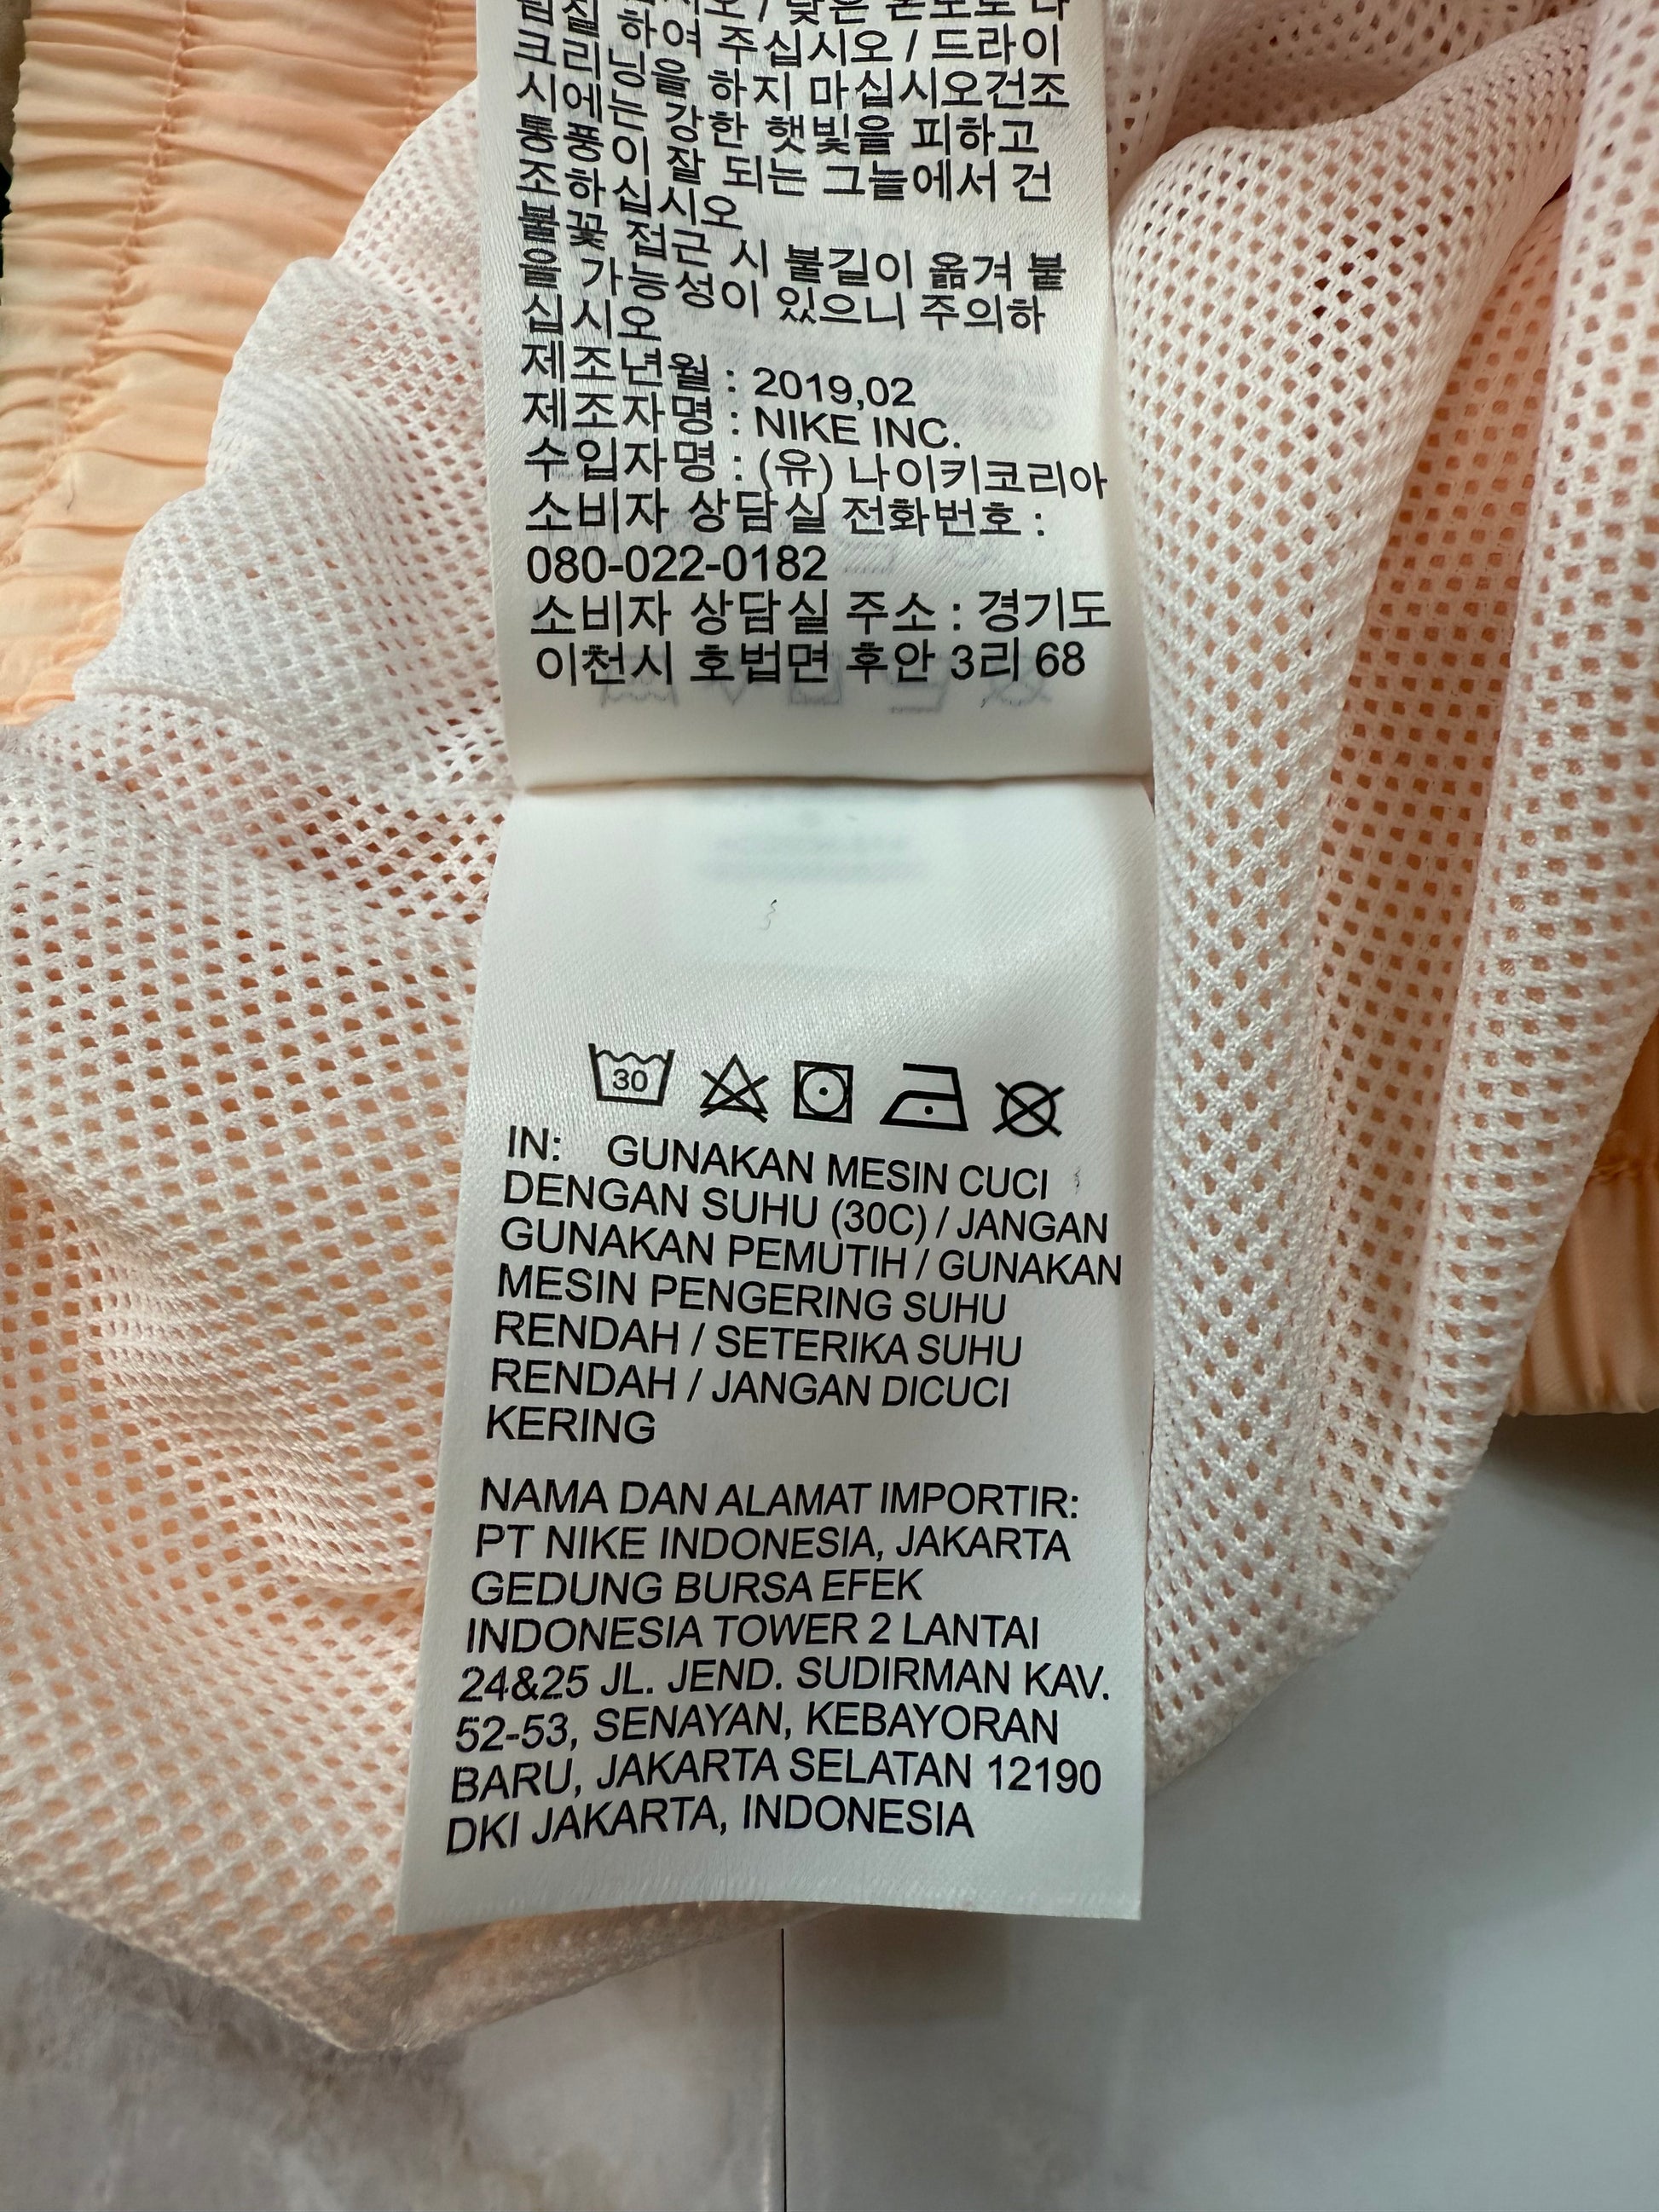 하여 주십시오 / 드라이
크리닝을 하지 마십시오건조
시에는 강한 햇빛을 피하고
통풍이 잘 되는 그늘에서 건
조하십시오
불꽃 접근 시 불길이 옮겨 붙
을 가능성이 있으니 주의하
십시오
제조년월 : 2019,02
제조자명 : NIKE INC.
수입자명 : (유) 나이키코리아
소비자 상담실 전화번호 :
080-022-0182
소비자 상담실 주소 : 경기도
이천시 호법면 후안 3리 68
30
IN: GUNAKAN MESIN CUCI
DENGAN SUHU (30C) / JANGAN
GUNAKAN PEMUTIH / GUNAKAN
MESIN PENGERING SUHU
RENDAH / SETERIKA SUHU
RENDAH / JANGAN DICUCI
KERING
NAMA DAN ALAMAT IMPORTIR:
PT NIKE INDONESIA, JAKARTA
GEDUNG BURSA EFEK
INDONESIA TOWER 2 LANTAI
24&25 JL. JEND. SUDIRMAN KAV.
52-53, SENAYAN, KEBAYORAN
BARU, JAKARTA SELATAN 12190
DKI JAKARTA, INDONESIA